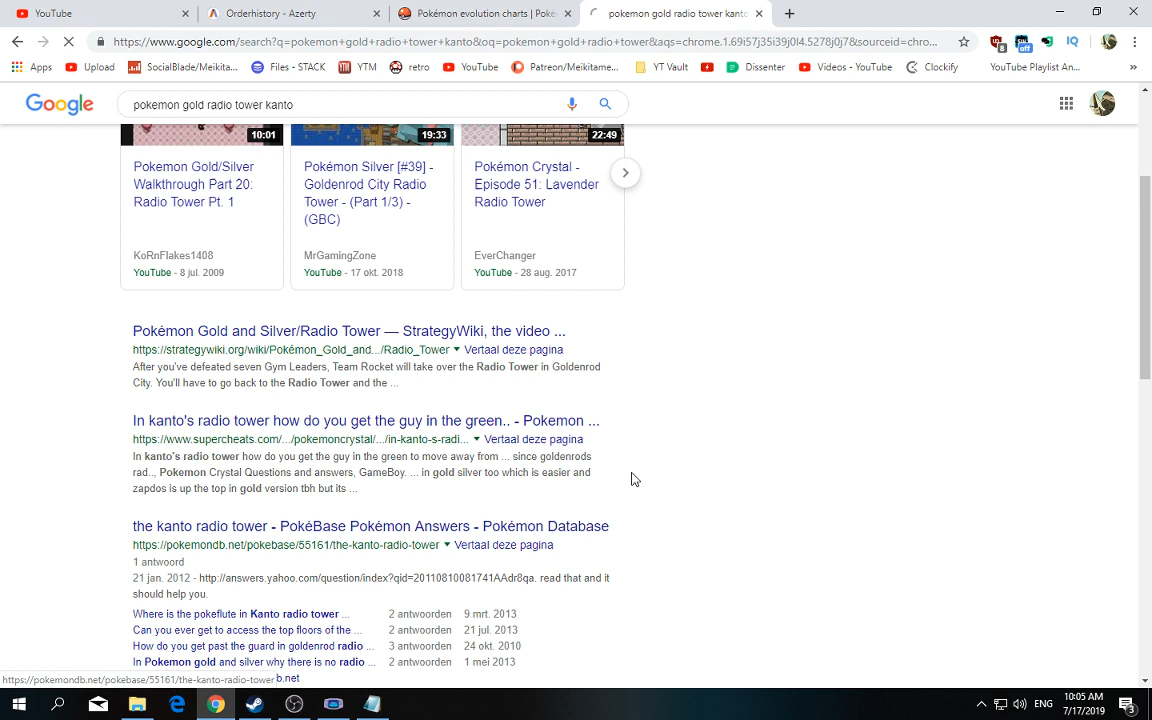 YouTube
Orderhistory - Azerty
Pokémon evolution charts | Poké
pokemon gold radio tower kanto
https://www.google.com/search?q=pokemon+gold+radio+tower+kanto&oq=pokemon+gold+radio+tower&aqs=chrome.1.69i57j35i39j0l4.5278j0j7&sourceid=chro...
8
off
IQ
Apps
Upload
SocialBlade/Meikita...
Files - STACK
YTM
retro
YouTube
Patreon/Meikitame...
YT Vault
Dissenter
Videos - YouTube
Clockify
YouTube Playlist An...
»
Google
pokemon gold radio tower kanto
10:01
19:33
22:49
Pokemon Gold/Silver
Walkthrough Part 20:
Radio Tower Pt. 1
KoRnFlakes1408
YouTube - 8 jul. 2009
Pokémon Silver [#39] -
Goldenrod City Radio
Tower - (Part 1/3) -
(GBC)
MrGamingZone
YouTube - 17 okt. 2018
Pokémon Crystal -
Episode 51: Lavender
Radio Tower
EverChanger
YouTube - 28 aug. 2017
Pokémon Gold and Silver/Radio Tower — StrategyWiki, the video ...
https://strategywiki.org/wiki/Pokémon_Gold_and.../Radio_Tower ▼ Vertaal deze pagina
After you've defeated seven Gym Leaders, Team Rocket will take over the Radio Tower in Goldenrod
City. You'll have to go back to the Radio Tower and the ...
In kanto's radio tower how do you get the guy in the green.. - Pokemon ...
https://www.supercheats.com/.../pokemoncrystal/.../in-kanto-s-radi... ▼ Vertaal deze pagina
In kanto's radio tower how do you get the guy in the green to move away from ... since goldenrods
rad.., Pokemon Crystal Questions and answers, GameBoy. ... in gold silver too which is easier and
zapdos is up the top in gold version tbh but its ...
the kanto radio tower - PokéBase Pokémon Answers - Pokémon Database
https://pokemondb.net/pokebase/55161/the-kanto-radio-tower ▼ Vertaal deze pagina
1 antwoord
21 jan. 2012 - http://answers.yahoo.com/question/index?qid=20110810081741AAdr8qa. read that and it
should help you.
Where is the pokeflute in Kanto radio tower ... 2 antwoorden 9 mrt. 2013
Can you ever get to access the top floors of the ... 2 antwoorden 21 jul. 2013
How do you get past the guard in goldenrod radio ... 3 antwoorden 24 okt. 2010
In Pokemon gold and silver why there is no radio ... 2 antwoorden 1 mei 2013
https://pokemondb.net/pokebase/55161/the-kanto-radio-tower
b.net
ENG
10:05 AM
7/17/2019
3